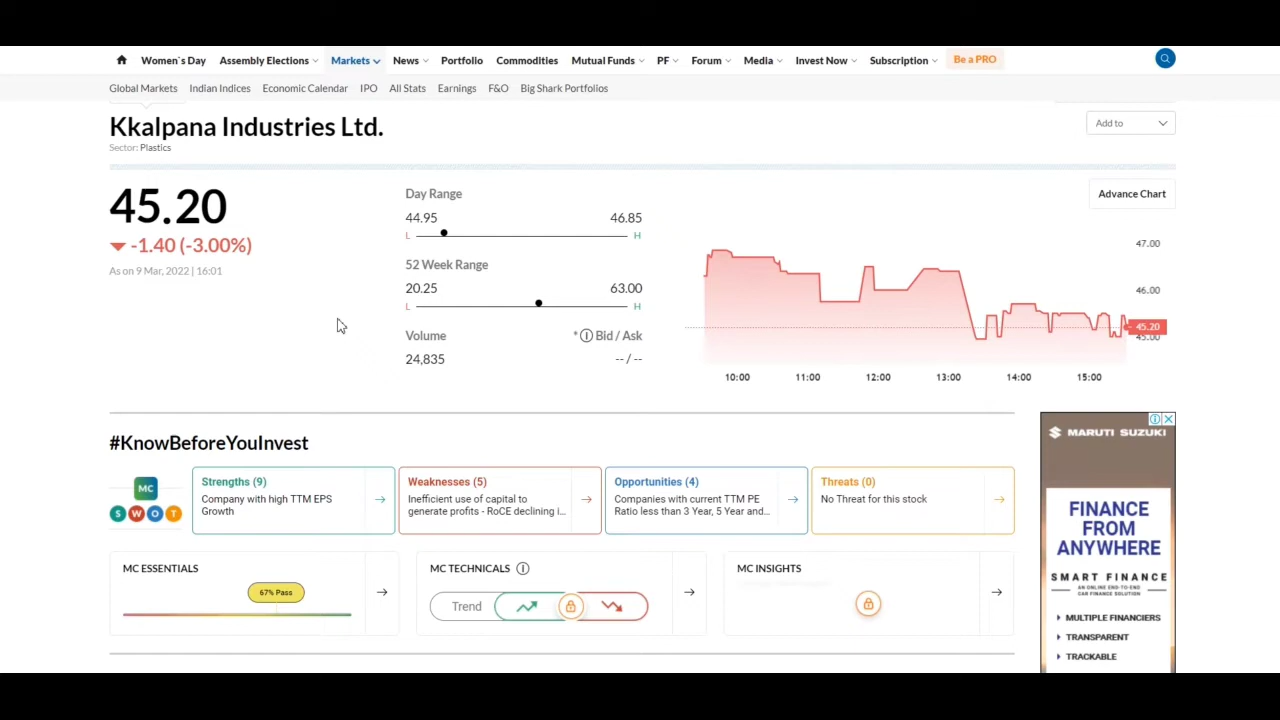 Women`s Day Assembly Elections Markets News Portfolio Commodities Mutual Funds PF Forum Media Invest Now Subscription Be a PRO
Global Markets Indian Indices Economic Calendar IPO All Stats Earnings F&O Big Shark Portfolios
Kkalpana Industries Ltd.
Add to
Sector: Plastics
45.20
-1.40 (-3.00%)
As on 9 Mar, 2022 | 16:01
Day Range
44.95 46.85
L H
52 Week Range
20.25 63.00
L H
Volume * Bid / Ask
24,835 -- / --
Advance Chart
47.00
46.00
45.20
45.00
10:00 11:00 12:00 13:00 14:00 15:00
#KnowBeforeYouInvest
MC
S W O T
Strengths (9)
Company with high TTM EPS
Growth
Weaknesses (5)
Inefficient use of capital to
generate profits - RoCE declining i...
Opportunities (4)
Companies with current TTM PE
Ratio less than 3 Year, 5 Year and...
Threats (0)
No Threat for this stock
MC ESSENTIALS
67% Pass
MC TECHNICALS
Trend
MC INSIGHTS
MARUTI SUZUKI
FINANCE
FROM
ANYWHERE
SMART FINANCE
AN ONLINE END-TO-END
CAR FINANCE SOLUTION
MULTIPLE FINANCIERS
TRANSPARENT
TRACKABLE